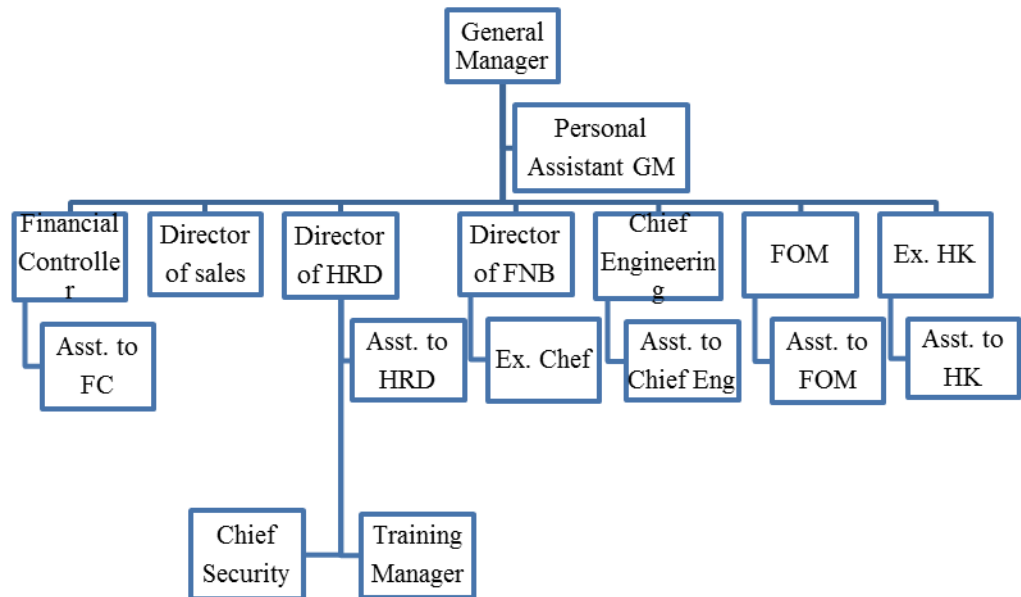 General
Manager
Personal
Assistant GM
Financial
Controlle
r
Director
of sales
Director
of HRD
Director
of FNB
Chief
Engineerin
g
FOM
Ex. HK
Asst. to
FC
Asst. to
HRD
Ex. Chef
Asst. to
Chief Eng
Asst. to
FOM
Asst. to
HK
Chief
Security
Training
Manager